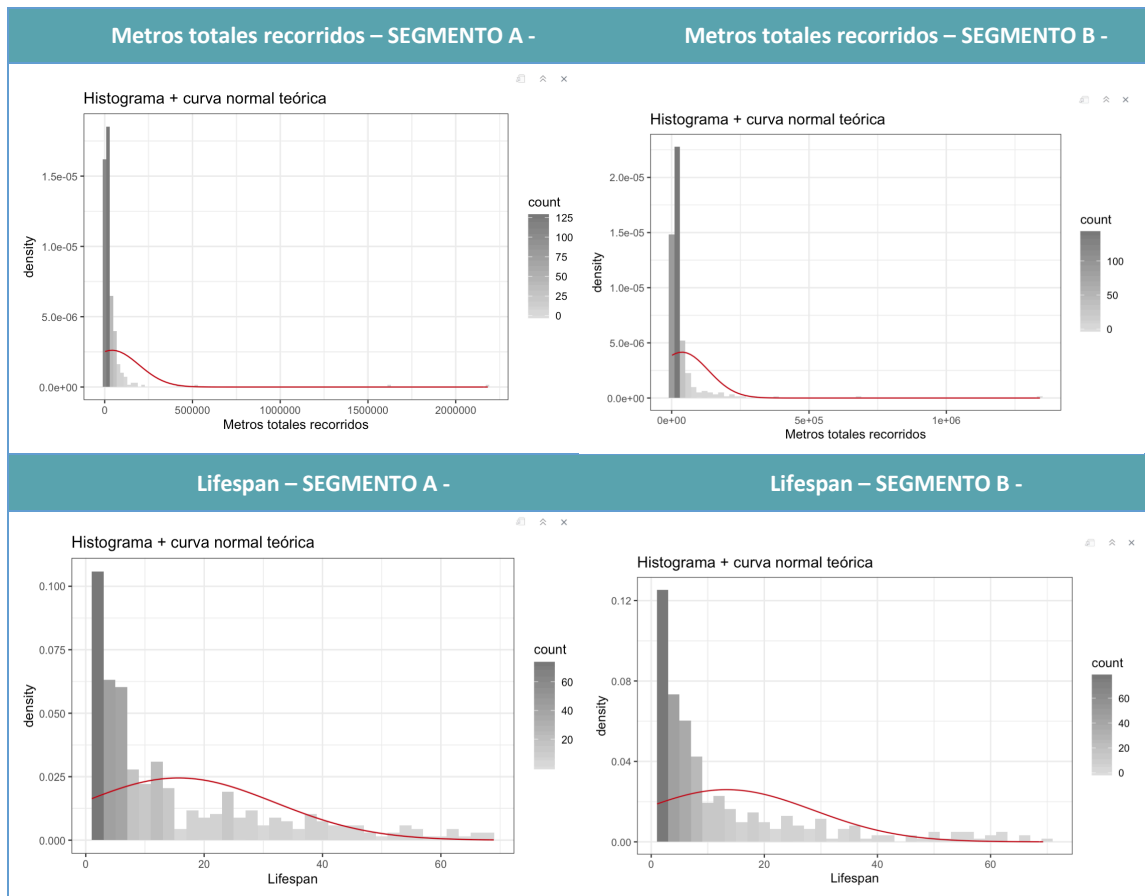 Metros totales recorridos – SEGMENTO A -
Metros totales recorridos – SEGMENTO B -
Histograma + curva normal teórica
1.5e-05
1.0e-05
5.0e-06
0.0e+00
density
0
500000
1000000
1500000
2000000
Metros totales recorridos
count
125
100
75
50
25
0
Histograma + curva normal teórica
2.0e-05
1.5e-05
1.0e-05
5.0e-06
0.0e+00
density
0e+00
5e+05
1e+06
Metros totales recorridos
count
100
50
0
Lifespan – SEGMENTO A -
Lifespan – SEGMENTO B -
Histograma + curva normal teórica
0.100
0.075
0.050
0.025
0.000
density
0
20
40
60
Lifespan
count
60
40
20
Histograma + curva normal teórica
0.12
0.08
0.04
0.00
density
0
20
40
60
Lifespan
count
60
40
20
0